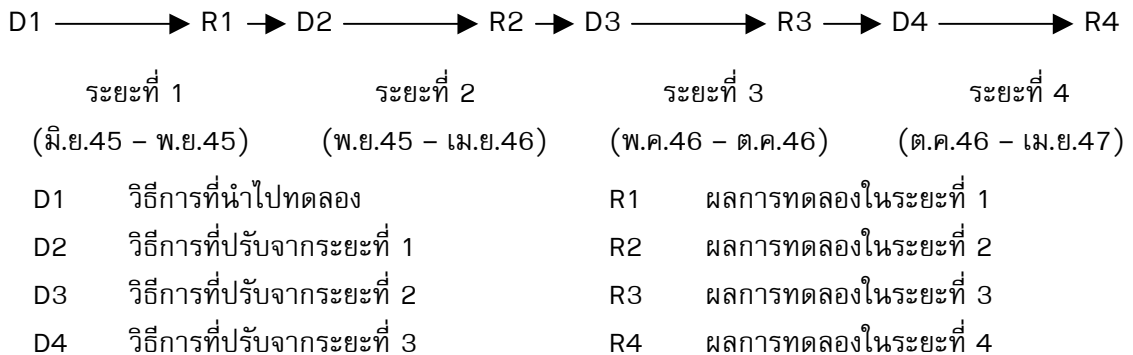 D1 R1 D2 R2 D3 R3 D4 R4
ระยะที่ 1 ระยะที่ 2 ระยะที่ 3 ระยะที่ 4
(มิ.ย.45 – พ.ย.45) (พ.ย.45 – เม.ย.46) (พ.ค.46 – ต.ค.46) (ต.ค.46 – เม.ย.47)
D1 วิธีการที่นำไปทดลอง R1 ผลการทดลองในระยะที่ 1
D2 วิธีการที่ปรับจากระยะที่ 1 R2 ผลการทดลองในระยะที่ 2
D3 วิธีการที่ปรับจากระยะที่ 2 R3 ผลการทดลองในระยะที่ 3
D4 วิธีการที่ปรับจากระยะที่ 3 R4 ผลการทดลองในระยะที่ 4